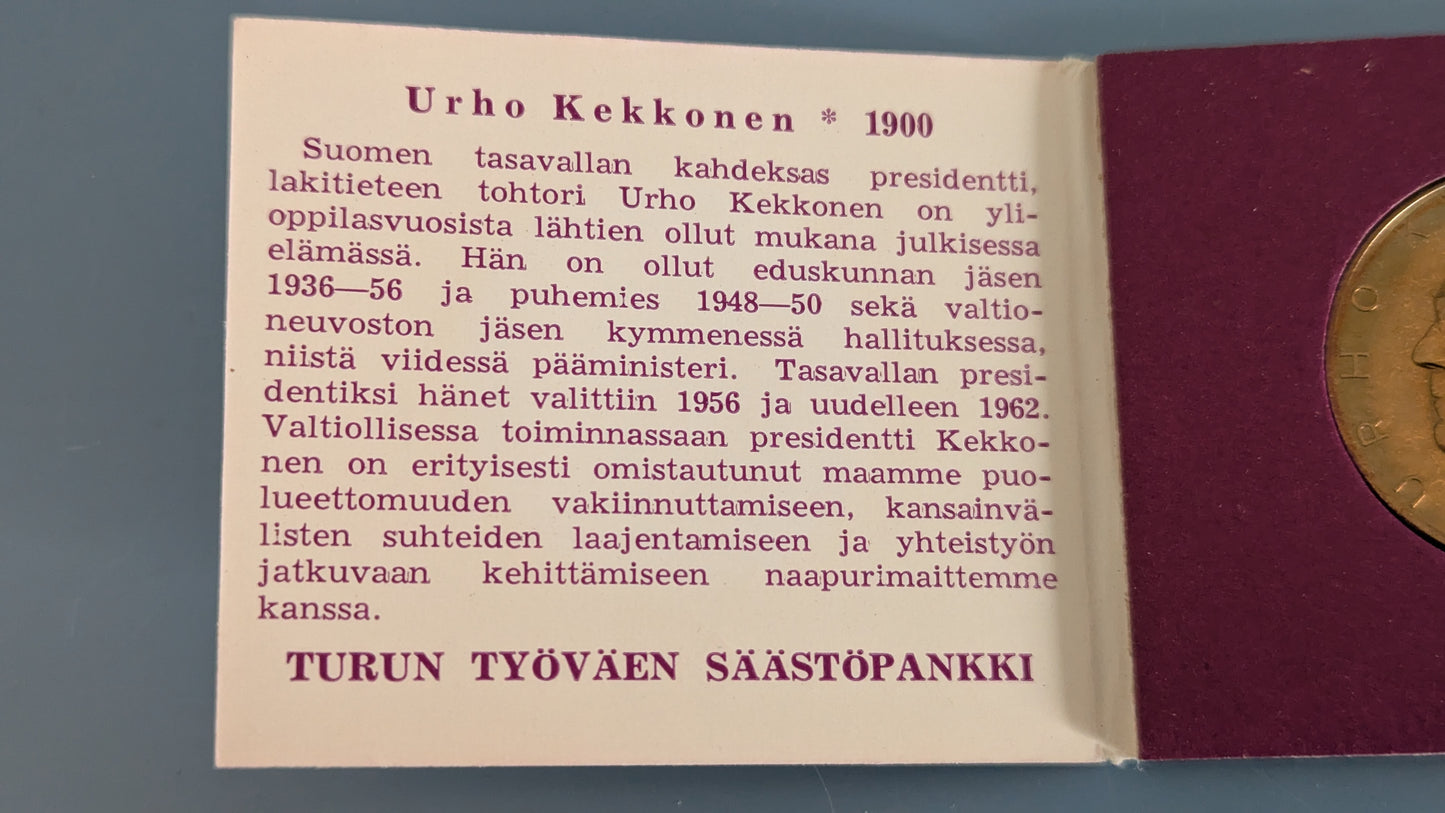 Urho Kekkonen * 1900
Suomen tasavallan kahdeksas presidentti,
lakitieteen tohtori Urho Kekkonen on yli-
oppilasvuosista lähtien ollut mukana julkisessa
elämässä. Hän on ollut eduskunnan jäsen
1936—56 ja puhemies 1948—50 sekä valtio-
neuvoston jäsen kymmenessä hallituksessa,
niistä viidessä pääministeri. Tasavallan presi-
dentiksi hänet valittiin 1956 ja uudelleen 1962.
Valtiollisessa toiminnassaan presidentti Kekko-
nen on erityisesti omistautunut maamme puo-
lueettomuuden vakiinnuttamiseen, kansainvä-
listen suhteiden laajentamiseen ja yhteistyön
jatkuvaan kehittämiseen naapurimaittemme
kanssa.
TURUN TYÖVÄEN SÄÄSTÖPANKKI
URHO